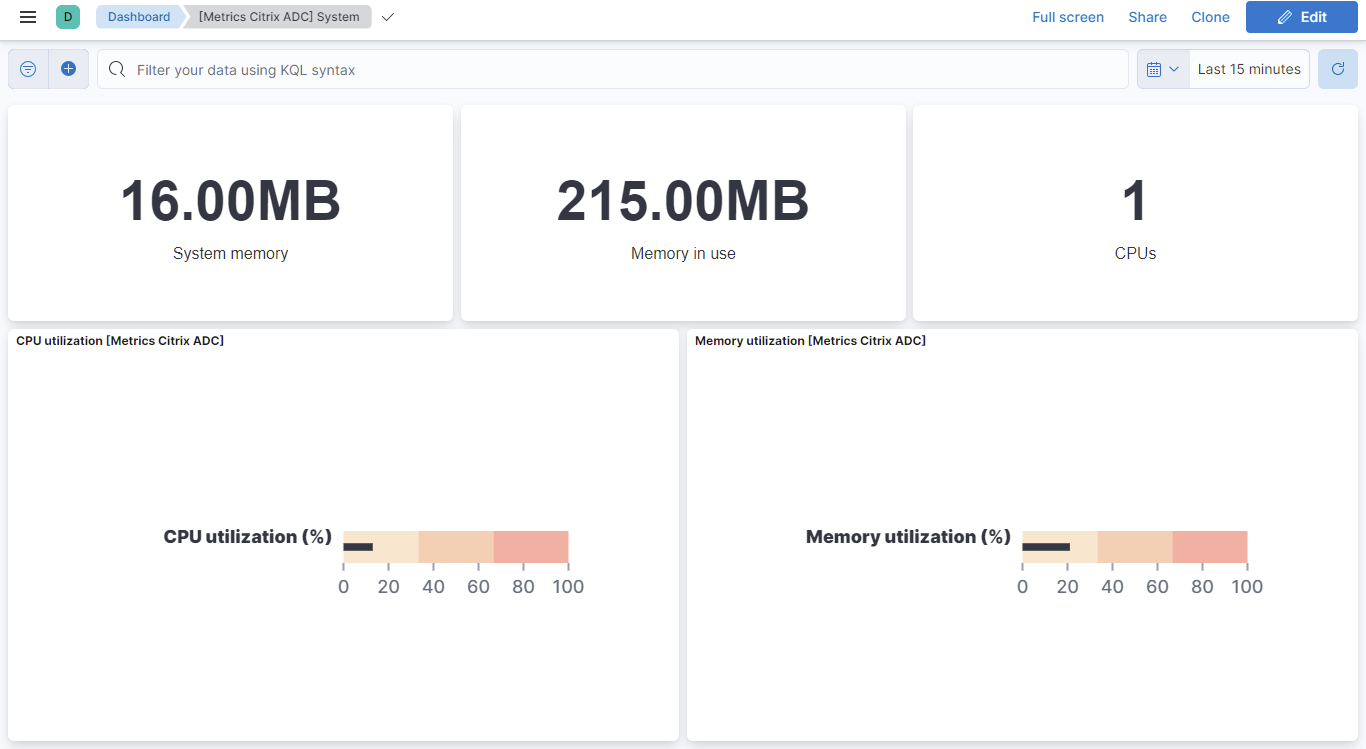 D Dashboard [Metrics Citrix ADC] System Full screen Share Clone Edit
Filter your data using KQL syntax Last 15 minutes
16.00MB 215.00MB 1
System memory Memory in use CPUs
CPU utilization [Metrics Citrix ADC] Memory utilization [Metrics Citrix ADC]
CPU utilization (%) Memory utilization (%)
0 20 40 60 80 100 0 20 40 60 80 100